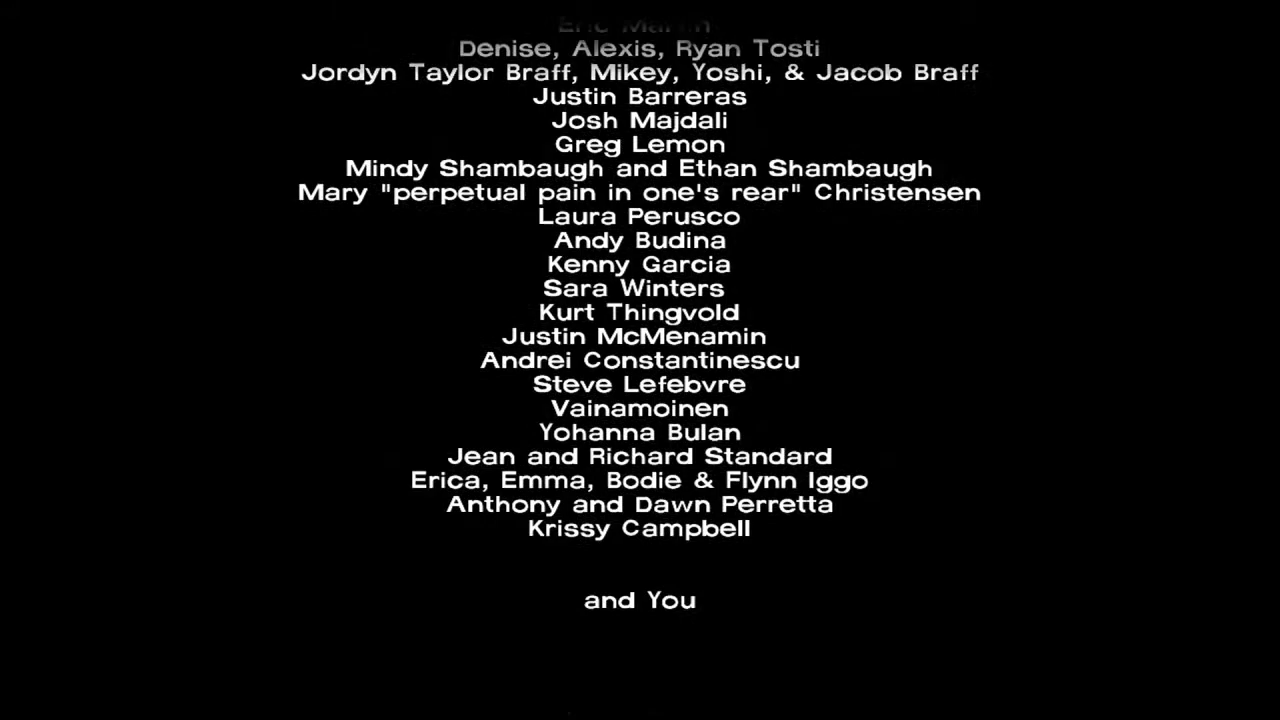 Denise, Alexis, Ryan Tosti
Jordyn Taylor Braff, Mikey, Yoshi, & Jacob Braff
Justin Barreras
Josh Majdali
Greg Lemon
Mindy Shambaugh and Ethan Shambaugh
Mary "perpetual pain in one's rear" Christensen
Laura Perusco
Andy Budina
Kenny Garcia
Sara Winters
Kurt Thingvold
Justin McMenamin
Andrei Constantinescu
Steve Lefebvre
Vainamoinen
Yohanna Bulan
Jean and Richard Standard
Erica, Emma, Bodie & Flynn Iggo
Anthony and Dawn Perretta
Krissy Campbell
and You